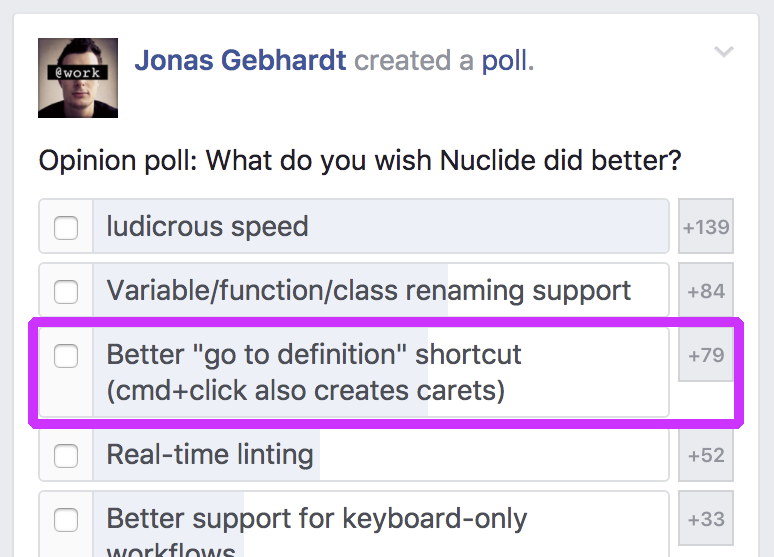 @work
Jonas Gebhardt created a poll.
Opinion poll: What do you wish Nuclide did better?
ludicrous speed
+139
Variable/function/class renaming support
+84
Better "go to definition" shortcut
(cmd+click also creates carets)
+79
Real-time linting
+52
Better support for keyboard-only
workflows
+33